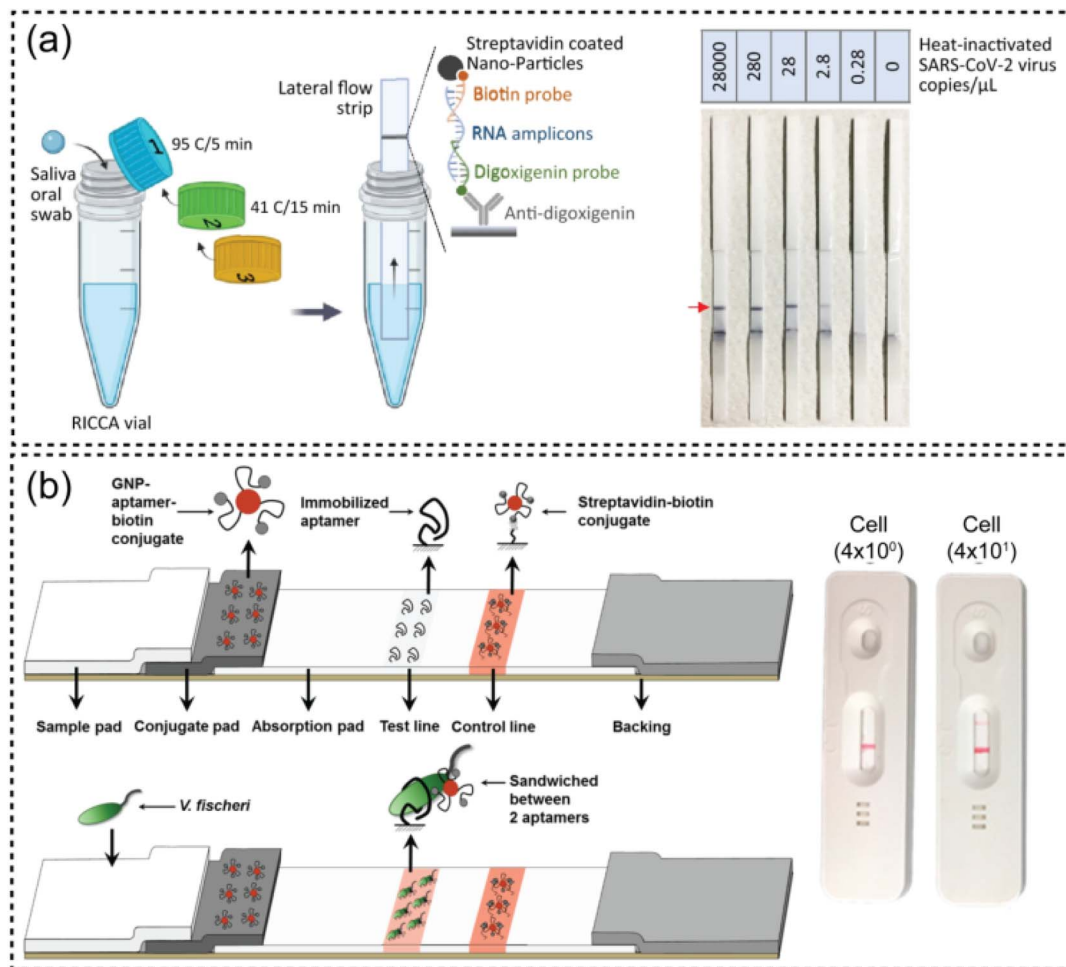 (a)
Saliva
oral
swab
1
95 C/5 min
2
41 C/15 min
3
RICCA vial
Lateral flow
strip
Streptavidin coated
Nano-Particles
Biotin probe
RNA amplicons
Digoxigenin probe
Anti-digoxigenin
28000
280
28
2.8
0.28
0
Heat-inactivated
SARS-CoV-2 virus
copies/µL
(b)
GNP-
aptamer-
biotin
conjugate
Immobilized
aptamer
Streptavidin-biotin
conjugate
Sample pad
Conjugate pad
Absorption pad
Test line
Control line
Backing
V. fischeri
Sandwiched
between
2 aptamers
Cell
(4x10⁰)
Cell
(4x10¹)